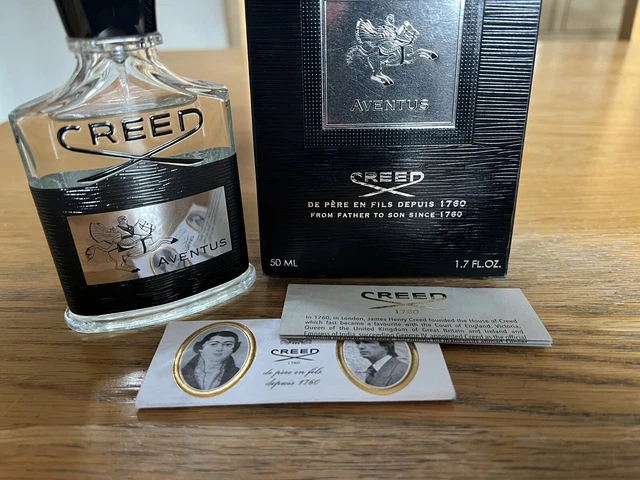 CREED
AVENTUS
AVENTUS
CREED
DE PÈRE EN FILS DEPUIS 1760
FROM FATHER TO SON SINCE 1760
50 ML
1.7 FL.OZ.
CREED
1760
In 1760, in London, James Henry Creed founded the House of Creed
which fast became a favourite with the Court of England. Victoria,
Queen of the United Kingdom of Great Britain and Ireland and
CREED
1760
de père en fils
depuis 1760